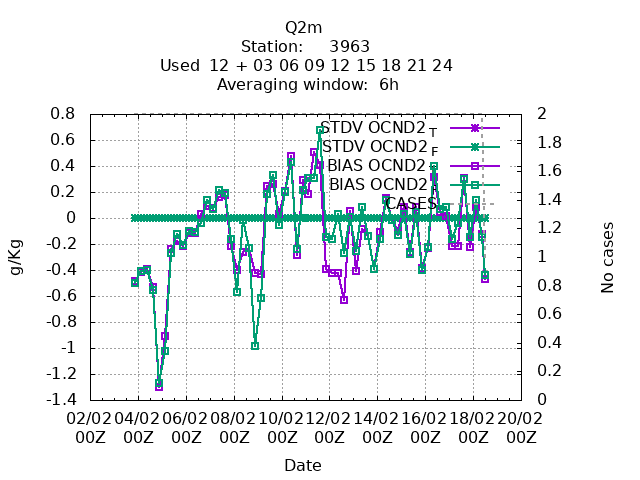 Q2m
Station: 3963
Used 12 + 03 06 09 12 15 18 21 24
Averaging window: 6h
0.8
0.6
0.4
0.2
0
-0.2
-0.4
-0.6
-0.8
-1
-1.2
-1.4
g/Kg
STDV OCND2 T
STDV OCND2 F
BIAS OCND2 T
BIAS OCND2
CASES
2
1.8
1.6
1.4
1.2
1
0.8
0.6
0.4
0.2
0
No cases
02/02 04/02 06/02 08/02 10/02 12/02 14/02 16/02 18/02 20/02
00Z 00Z 00Z 00Z 00Z 00Z 00Z 00Z 00Z 00Z
Date